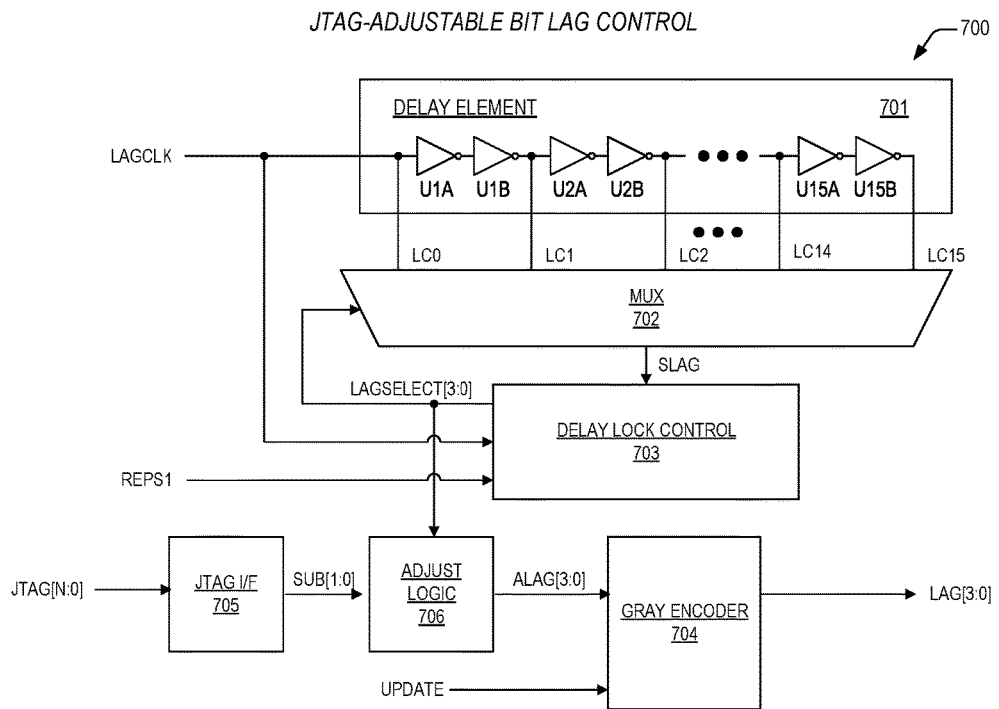 JTAG-ADJUSTABLE BIT LAG CONTROL
700
DELAY ELEMENT
701
LAGCLK
U1A
U1B
U2A
U2B
U15A
U15B
LC0
LC1
LC2
LC14
LC15
MUX
702
SLAG
LAGSELECT[3:0]
DELAY LOCK CONTROL
703
REPS1
JTAG[N:0]
JTAG I/F
705
SUB[1:0]
ADJUST
LOGIC
706
ALAG[3:0]
GRAY ENCODER
704
LAG[3:0]
UPDATE